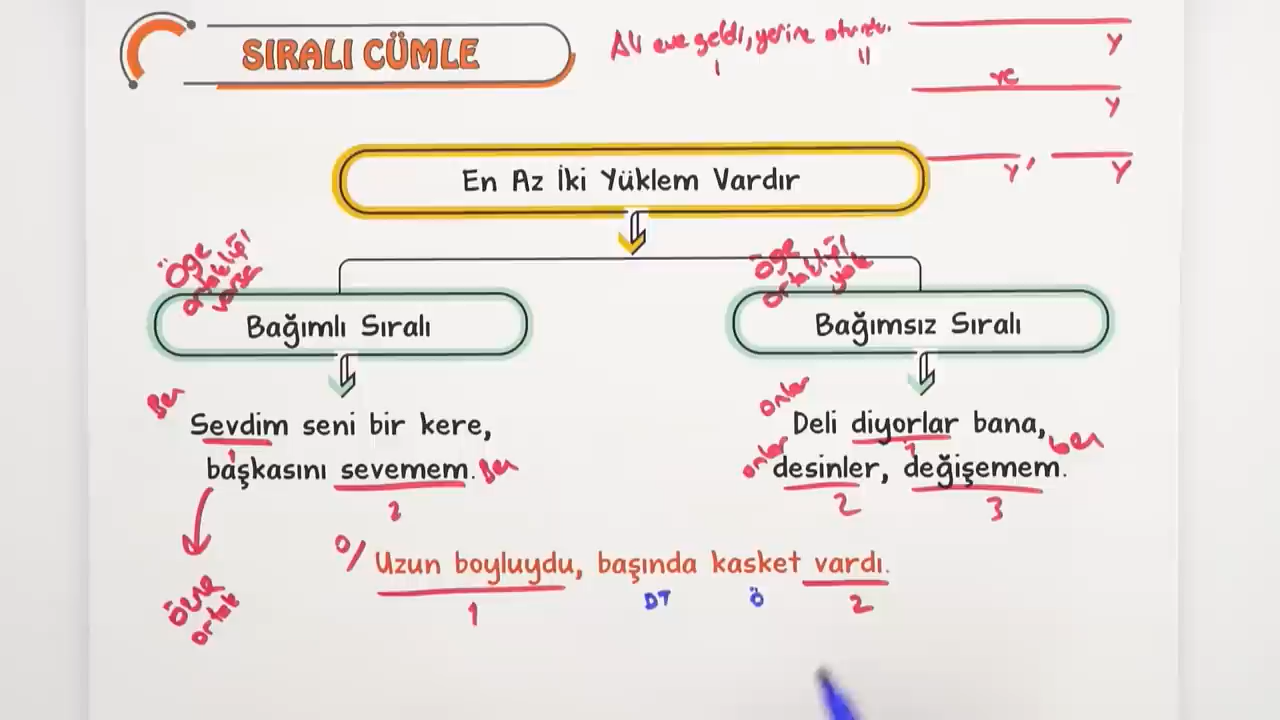 SIRALI CÜMLE
Ali eve geldi, yerine oturdu.
I II
Y
ve
Y
Y, Y
En Az İki Yüklem Vardır
Öge
ortaklığı
varsa
Öge
ortaklığı
yok
Bağımlı Sıralı
Bağımsız Sıralı
Ben
Sevdim seni bir kere,
1
başkasını sevemem. Ben
2
onlar
Deli diyorlar bana,
1
ben
onlar desinler, değişemem.
2 3
O/ Uzun boyluydu, başında kasket vardı.
1 DT Ö 2
özne
ortak